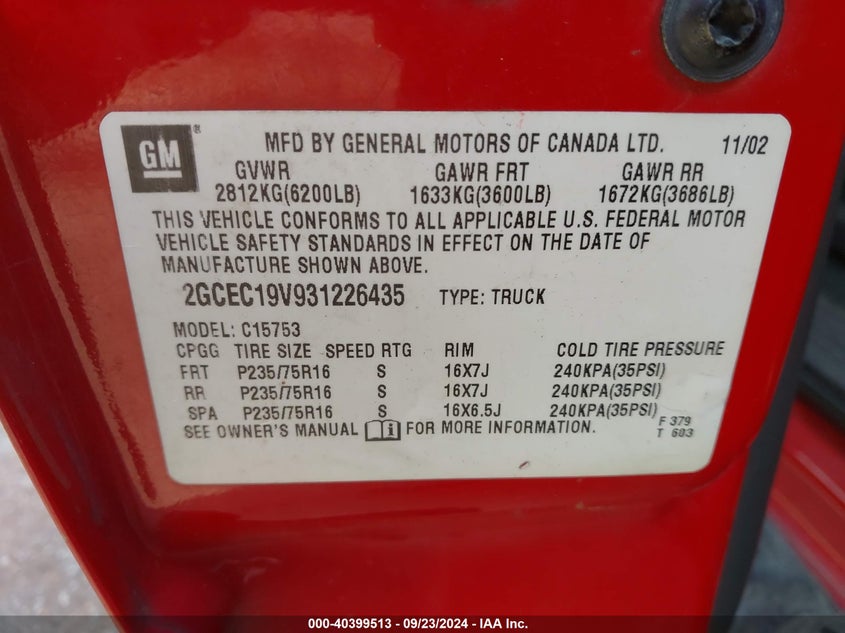 GM® MFD BY GENERAL MOTORS OF CANADA LTD. 11/02
GVWR GAWR FRT GAWR RR
2812KG(6200LB) 1633KG(3600LB) 1672KG(3686LB)
THIS VEHICLE CONFORMS TO ALL APPLICABLE U.S. FEDERAL MOTOR
VEHICLE SAFETY STANDARDS IN EFFECT ON THE DATE OF
MANUFACTURE SHOWN ABOVE.
2GCEC19V931226435 TYPE: TRUCK
MODEL: C15753
CPGG TIRE SIZE SPEED RTG RIM COLD TIRE PRESSURE
FRT P235/75R16 S 16X7J 240KPA(35PSI)
RR P235/75R16 S 16X7J 240KPA(35PSI)
SPA P235/75R16 S 16X6.5J 240KPA(35PSI)
SEE OWNER'S MANUAL FOR MORE INFORMATION.
F 379
T 603
000-40399513 - 09/23/2024 - IAA Inc.